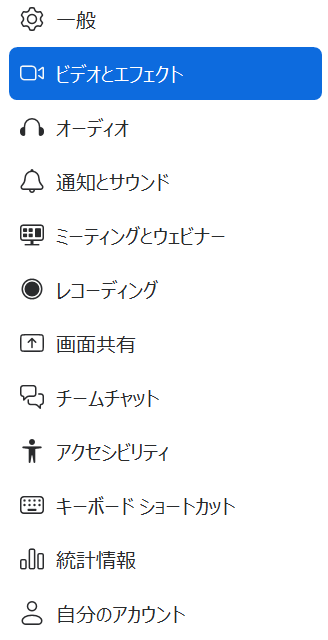 一般
ビデオとエフェクト
オーディオ
通知とサウンド
ミーティングとウェビナー
レコーディング
画面共有
チームチャット
アクセシビリティ
キーボード ショートカット
統計情報
自分のアカウント